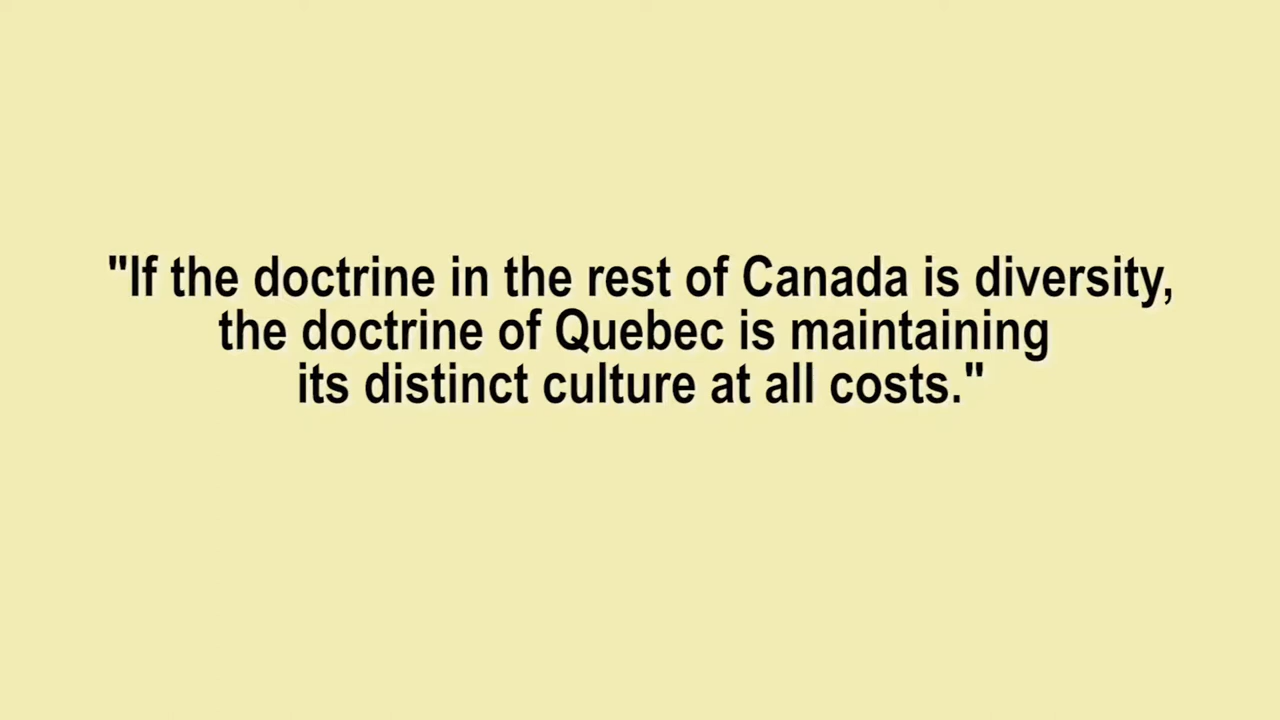 "If the doctrine in the rest of Canada is diversity,
the doctrine of Quebec is maintaining
its distinct culture at all costs."